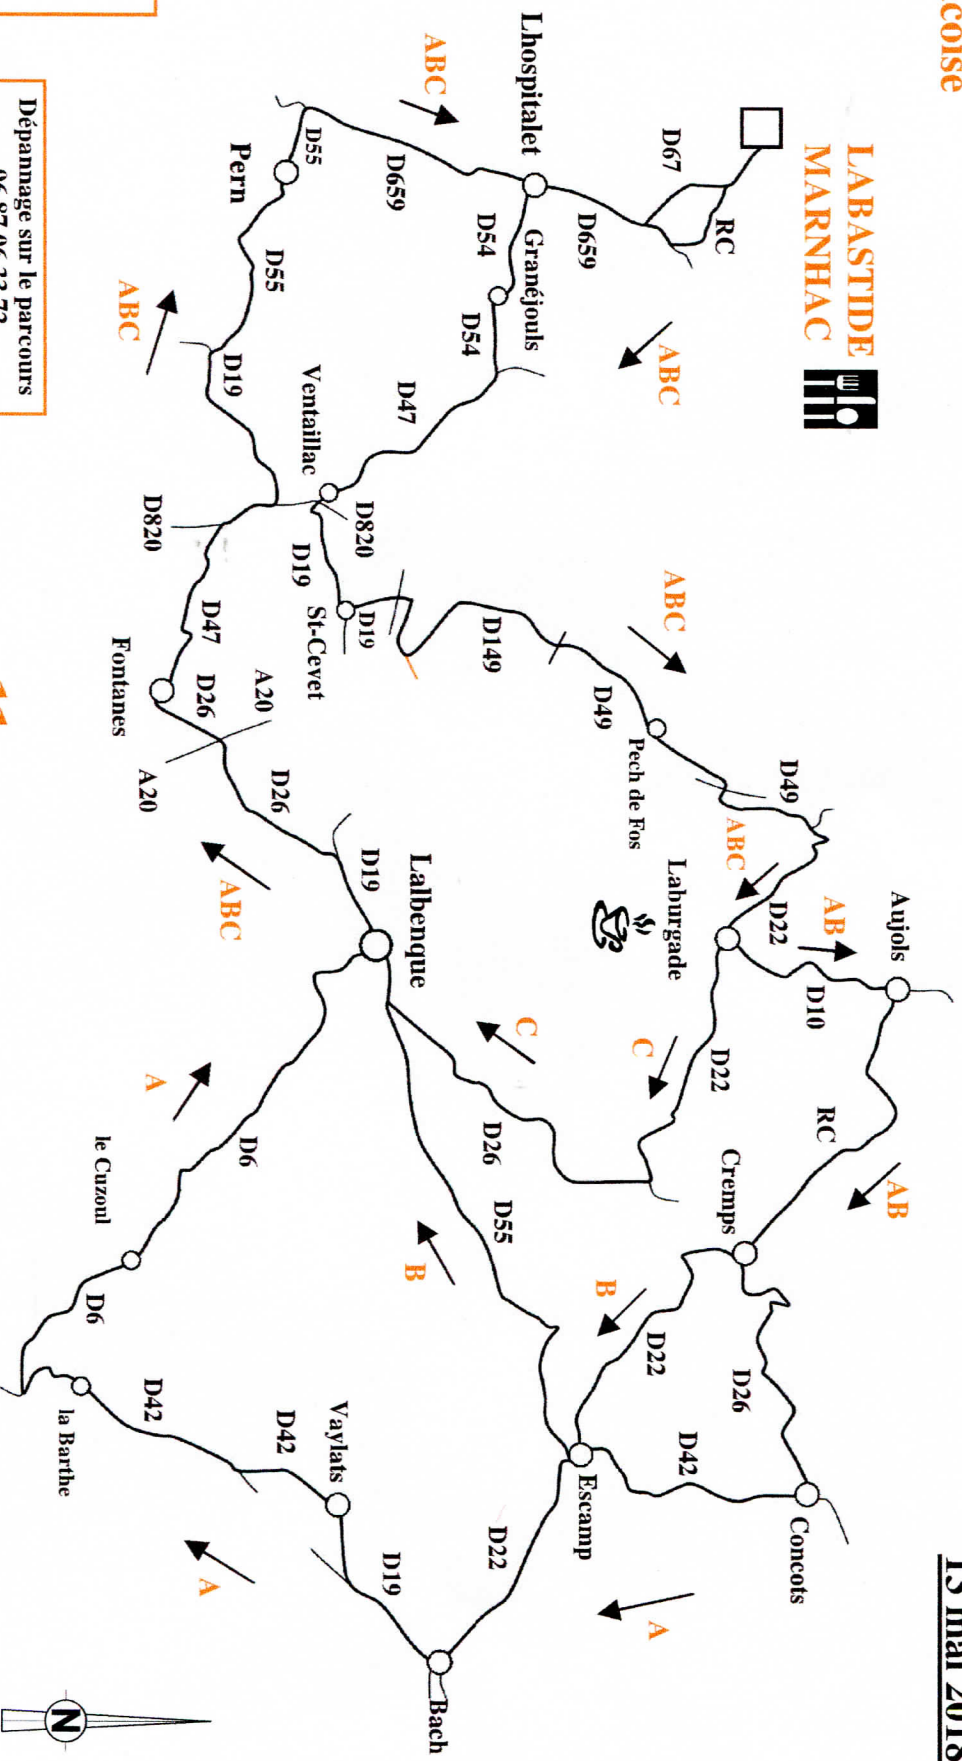 coise
13 mai 2018
LABASTIDE
MARNHAC
D67
RC
Lhospitalet
ABC
D659
D659
D54
Granéjouls
D54
ABC
D47
D55
Pern
D55
ABC
D19
Ventaillac
D820
D820
D19
St-Cevet
D19
D149
ABC
D49
Pech de Fos
D49
ABC
Laburgade
D22
AB
Aujols
D10
RC
AB
Cremps
D22
C
C
D26
D47
Fontanes
D26
A20
A20
D26
ABC
D19
Lalbenque
D55
B
B
D22
D26
D42
Concots
Escamp
A
D22
Bach
D19
A
Vaylats
D42
D42
la Barthe
D6
le Cuzoul
D6
A
N
Dépannage sur le parcours